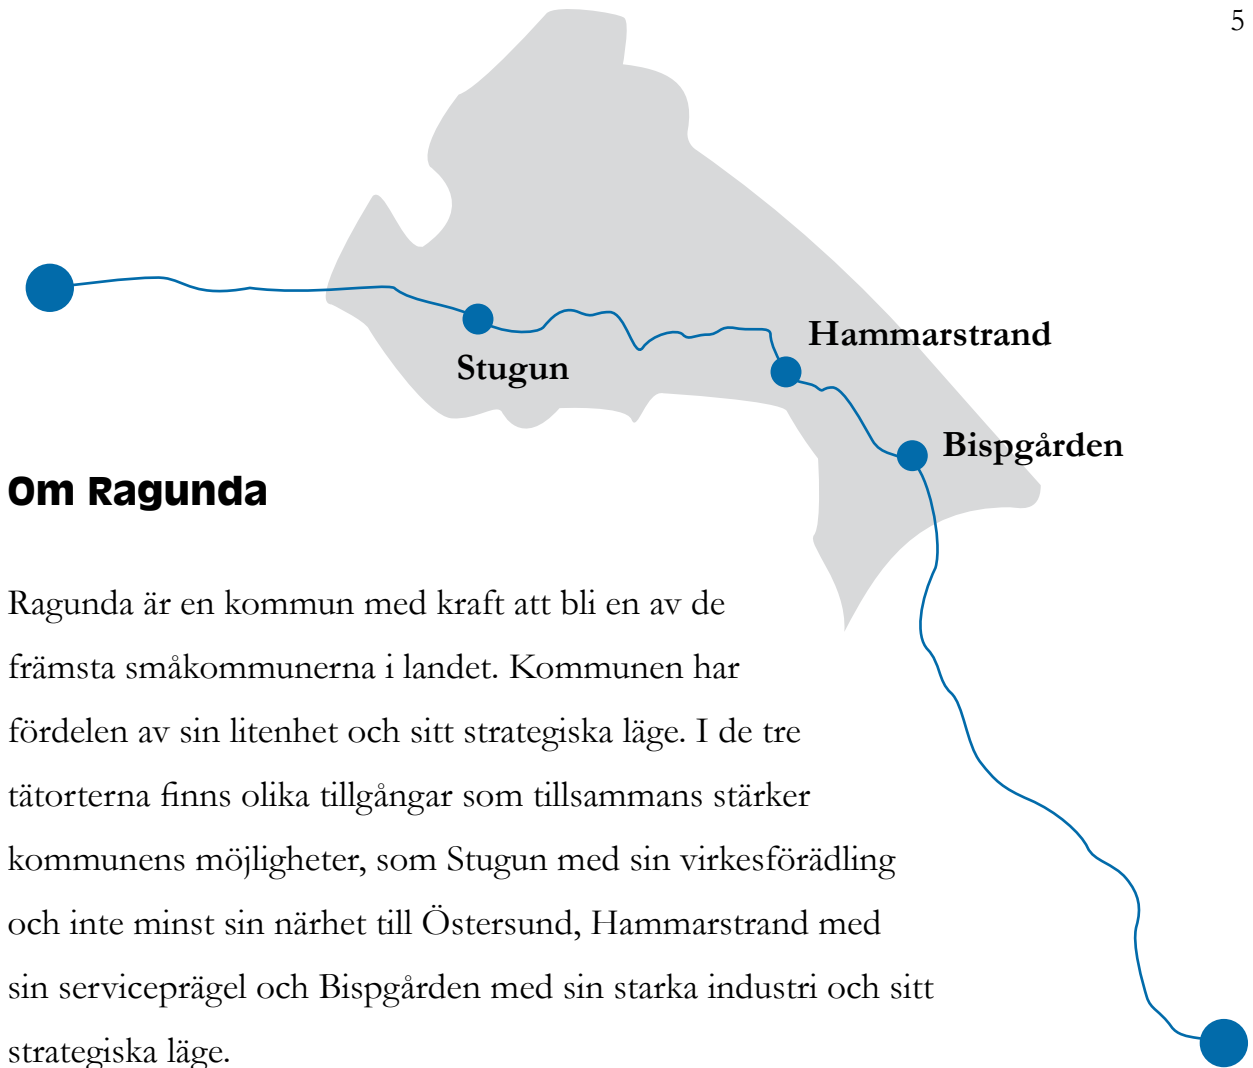 5
Hammarstrand
Stugun
Bispgården
Om Ragunda
Ragunda är en kommun med kraft att bli en av de
främsta småkommunerna i landet. Kommunen har
fördelen av sin litenhet och sitt strategiska läge. I de tre
tätorterna finns olika tillgångar som tillsammans stärker
kommunens möjligheter, som Stugun med sin virkesförädling
och inte minst sin närhet till Östersund, Hammarstrand med
sin serviceprägel och Bispgården med sin starka industri och sitt
strategiska läge.